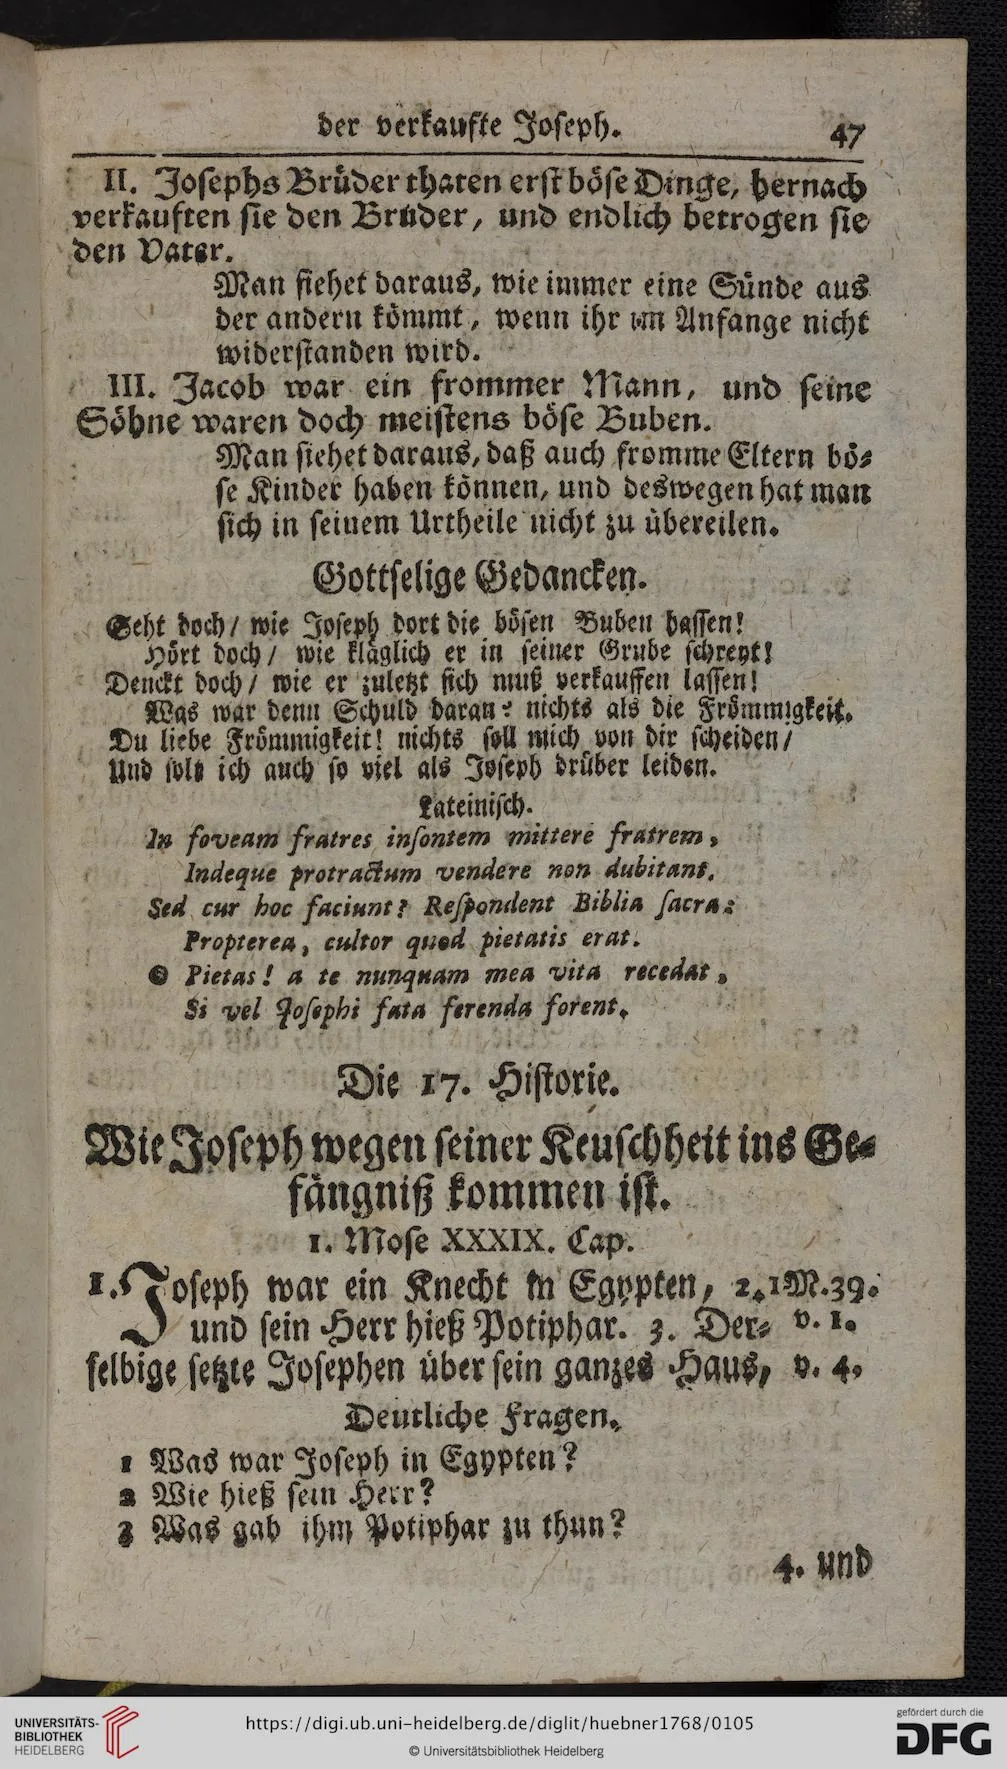 der verkaufte Joseph. 47
II. Josephs Brüder thaten erst böse Dinge, hernach
verkauften sie den Bruder, und endlich betrogen sie
den Vater.
Man siehet daraus, wie immer eine Sünde aus
der andern kömmt, wenn ihr im Anfange nicht
widerstanden wird.
III. Jacob war ein frommer Mann, und seine
Söhne waren doch meistens böse Buben.
Man siehet daraus, daß auch fromme Eltern bö-
se Kinder haben können, und deswegen hat man
sich in seinem Urtheile nicht zu übereilen.
Gottselige Gedancken.
Seht doch/ wie Joseph dort die bösen Buben hassen!
Hört doch/ wie kläglich er in seiner Grube schreyt!
Denckt doch/ wie er zuletzt sich muß verkauffen lassen!
Was war denn Schuld daran? nichts als die Frömmigkeit.
Du liebe Frömmigkeit! nichts soll mich von dir scheiden/
Und solt ich auch so viel als Joseph drüber leiden.
Lateinisch.
In foveam fratres insontem mittere fratrem,
Indeque protractum vendere non dubitant.
Sed cur hoc faciunt? Respondent Biblia sacra:
Propterea, cultor quod pietatis erat.
O Pietas! a te nunquam mea vita recedat,
Si vel Josephi fata ferenda forent.
Die 17. Historie.
Wie Joseph wegen seiner Keuschheit ins Ge-
fängniß kommen ist.
1. Mose XXXIX. Cap.
1. Joseph war ein Knecht in Egypten, 2. 1 M. 39.
und sein Herr hieß Potiphar. 3. Der- v. 1.
selbige setzte Josephen über sein ganzes Haus, v. 4.
Deutliche Fragen.
1 Was war Joseph in Egypten?
2 Wie hieß sein Herr?
3 Was gab ihm Potiphar zu thun?
4. und
UNIVERSITÄTS-
BIBLIOTHEK
HEIDELBERG
https://digi.ub.uni-heidelberg.de/diglit/huebner1768/0105
© Universitätsbibliothek Heidelberg
gefördert durch die
DFG